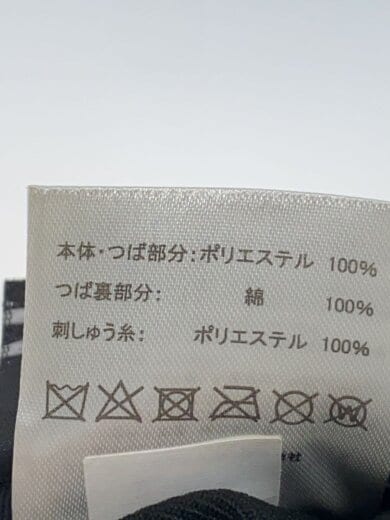 本体・つば部分：ポリエステル 100%
つば裏部分： 綿 100%
刺しゅう糸： ポリエステル 100%